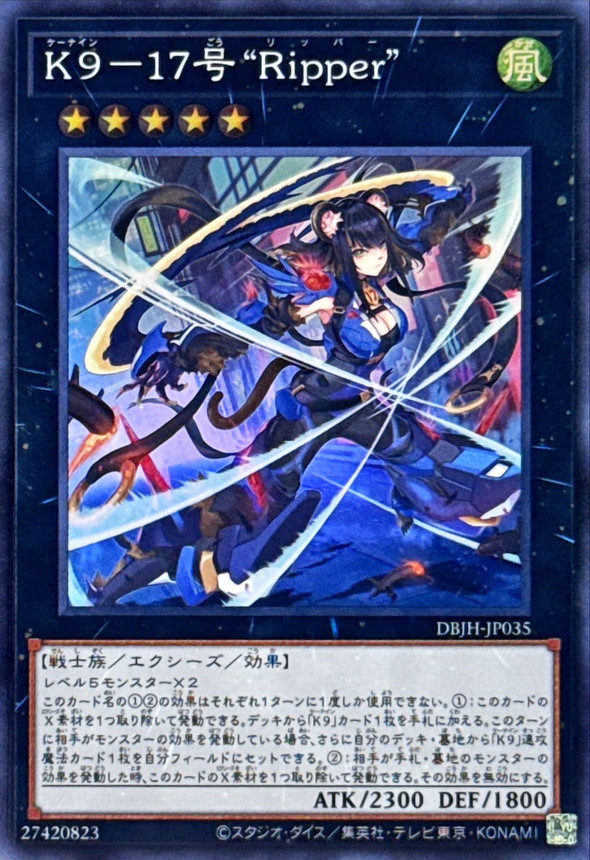 K9－17号“Ripper”
ケーナイン ごう リッパー
風
DBJH-JP035
【戦士族／エクシーズ／効果】
レベル５モンスター×２
このカード名の①②の効果はそれぞれ１ターンに１度しか使用できない。①：このカードの
Ｘ素材を１つ取り除いて発動できる。デッキから「K9」カード１枚を手札に加える。このターン
に相手がモンスターの効果を発動している場合、さらに自分のデッキ・墓地から「K9」速攻
魔法カード１枚を自分フィールドにセットできる。②：相手が手札・墓地のモンスターの
効果を発動した時、このカードのＸ素材を１つ取り除いて発動できる。その効果を無効にする。
ATK/2300 DEF/1800
27420823
©スタジオ・ダイス／集英社・テレビ東京・KONAMI